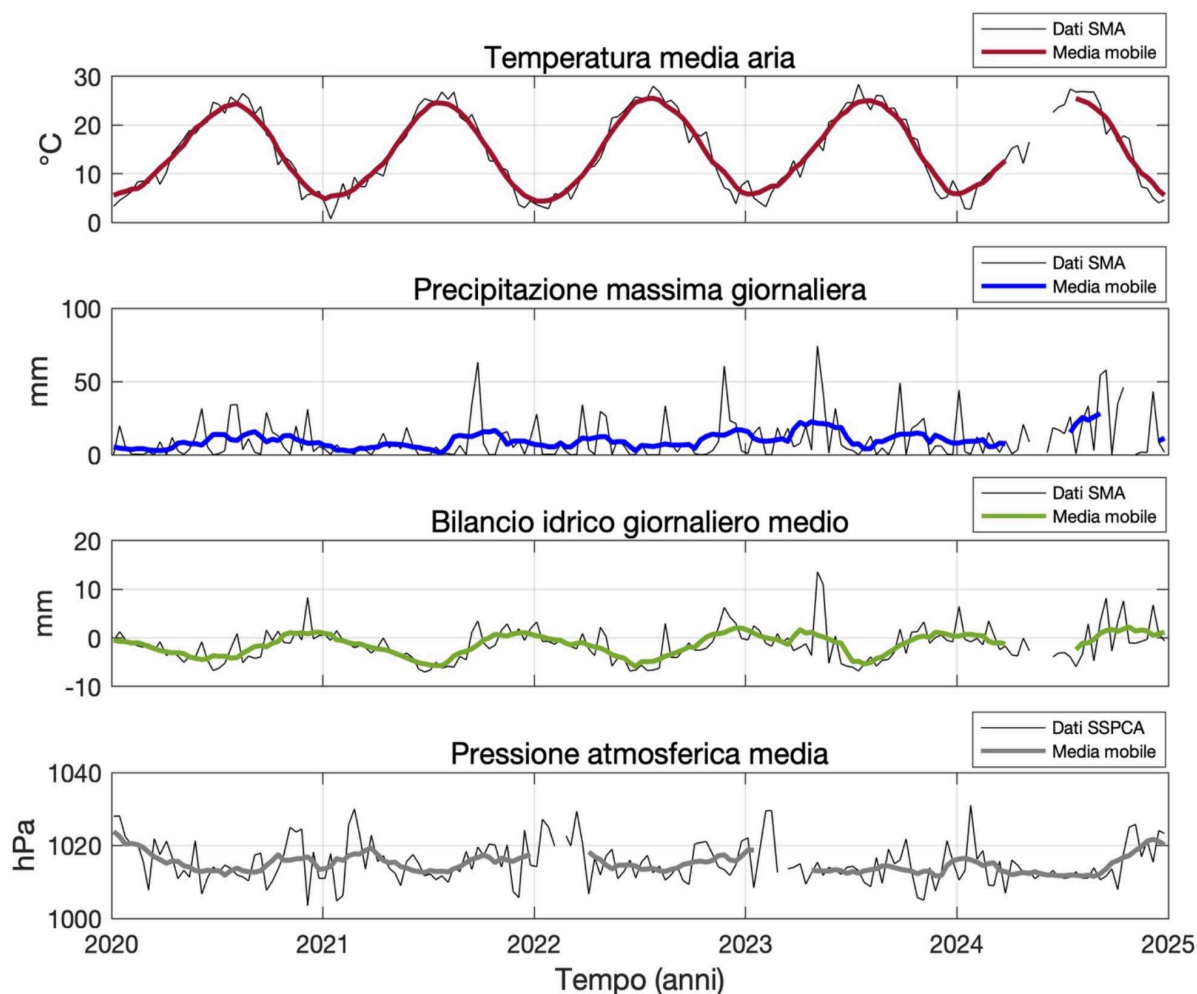 Dati SMA
Media mobile
Temperatura media aria
30
20
10
0
°C
Dati SMA
Media mobile
Precipitazione massima giornaliera
100
50
0
mm
Dati SMA
Media mobile
Bilancio idrico giornaliero medio
20
10
0
-10
mm
Dati SSPCA
Media mobile
Pressione atmosferica media
1040
1020
1000
hPa
2020 2021 2022 2023 2024 2025
Tempo (anni)